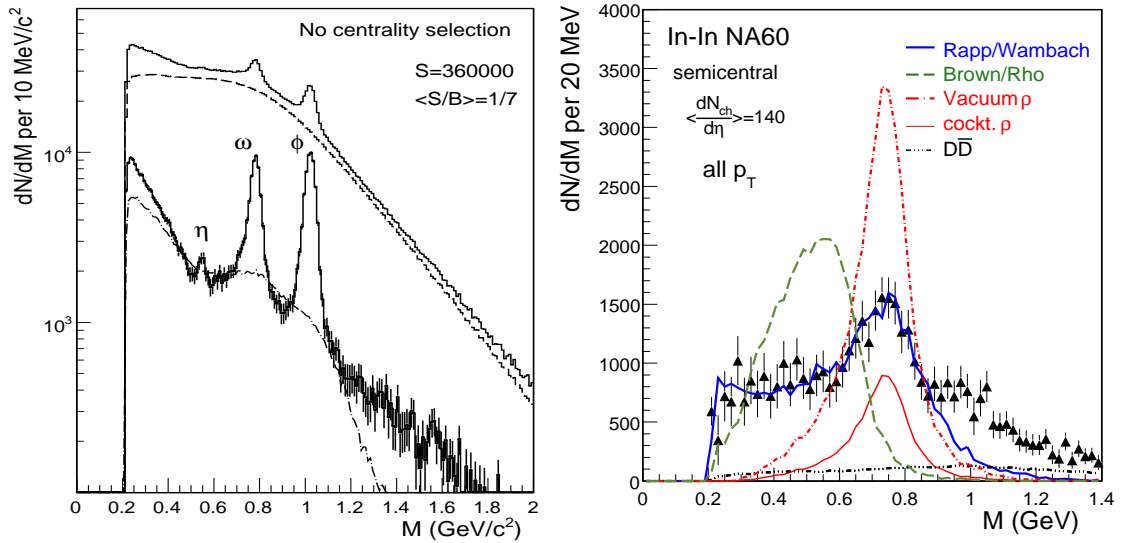 dN/dM per 10 MeV/c²
No centrality selection
S=360000
<S/B>=1/7
10⁴
10³
ω
ϕ
η
0 0.2 0.4 0.6 0.8 1 1.2 1.4 1.6 1.8 2
M (GeV/c²)
dN/dM per 20 MeV
4000
3500
3000
2500
2000
1500
1000
500
0
In-In NA60
semicentral
<dN_ch/dη>=140
all p_T
Rapp/Wambach
Brown/Rho
Vacuum ρ
cockt. ρ
DD̅
0 0.2 0.4 0.6 0.8 1 1.2 1.4
M (GeV)